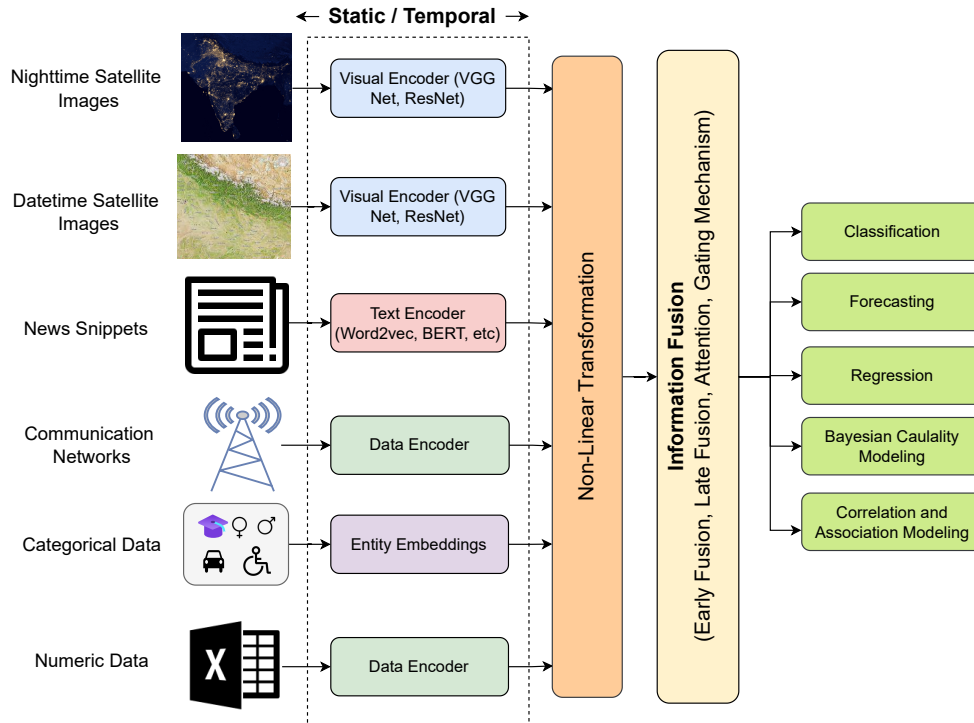 Static / Temporal
Nighttime Satellite
Images
Visual Encoder (VGG
Net, ResNet)
Datetime Satellite
Images
Visual Encoder (VGG
Net, ResNet)
News Snippets
Text Encoder
(Word2vec, BERT, etc)
Communication
Networks
Data Encoder
Categorical Data
Entity Embeddings
Numeric Data
X
Data Encoder
Non-Linear Transformation
Information Fusion
(Early Fusion, Late Fusion, Attention, Gating Mechanism)
Classification
Forecasting
Regression
Bayesian Caulality
Modeling
Correlation and
Association Modeling